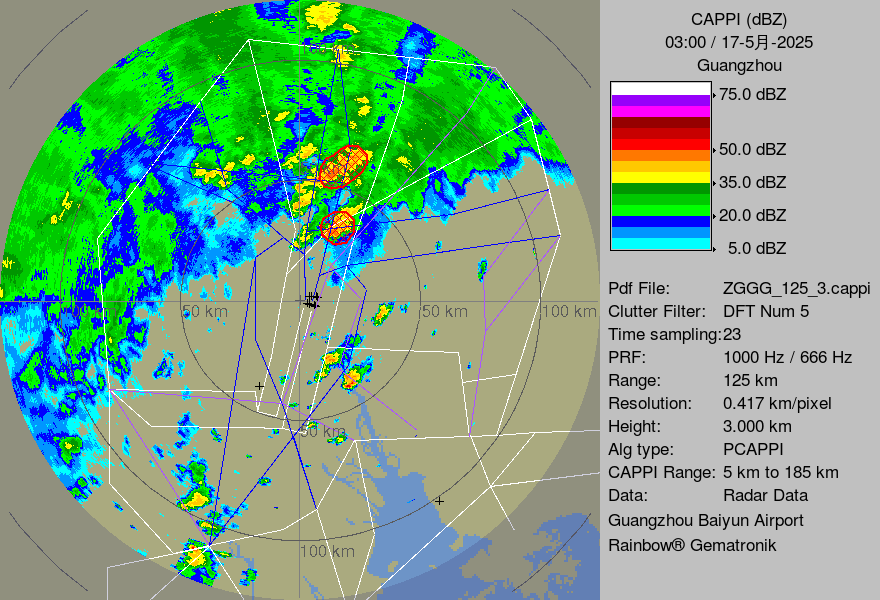 CAPPI (dBZ)
03:00 / 17-5月-2025
Guangzhou
75.0 dBZ
50.0 dBZ
35.0 dBZ
20.0 dBZ
5.0 dBZ
Pdf File: ZGGG_125_3.cappi
Clutter Filter: DFT Num 5
Time sampling:23
PRF: 1000 Hz / 666 Hz
Range: 125 km
Resolution: 0.417 km/pixel
Height: 3.000 km
Alg type: PCAPPI
CAPPI Range: 5 km to 185 km
Data: Radar Data
Guangzhou Baiyun Airport
Rainbow® Gematronik
50 km
50 km
100 km
50 km
100 km